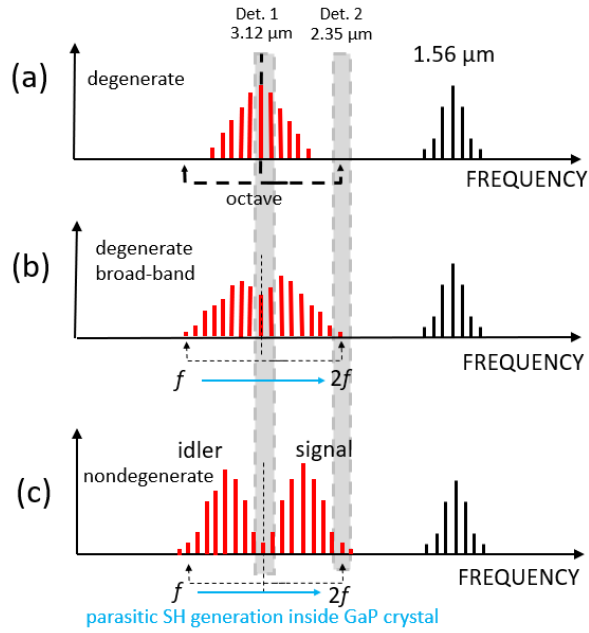 Det. 1 Det. 2
3.12 µm 2.35 µm
(a)
degenerate
1.56 µm
FREQUENCY
octave
(b)
degenerate
broad-band
FREQUENCY
f 2f
(c)
idler signal
nondegenerate
FREQUENCY
f 2f
parasitic SH generation inside GaP crystal